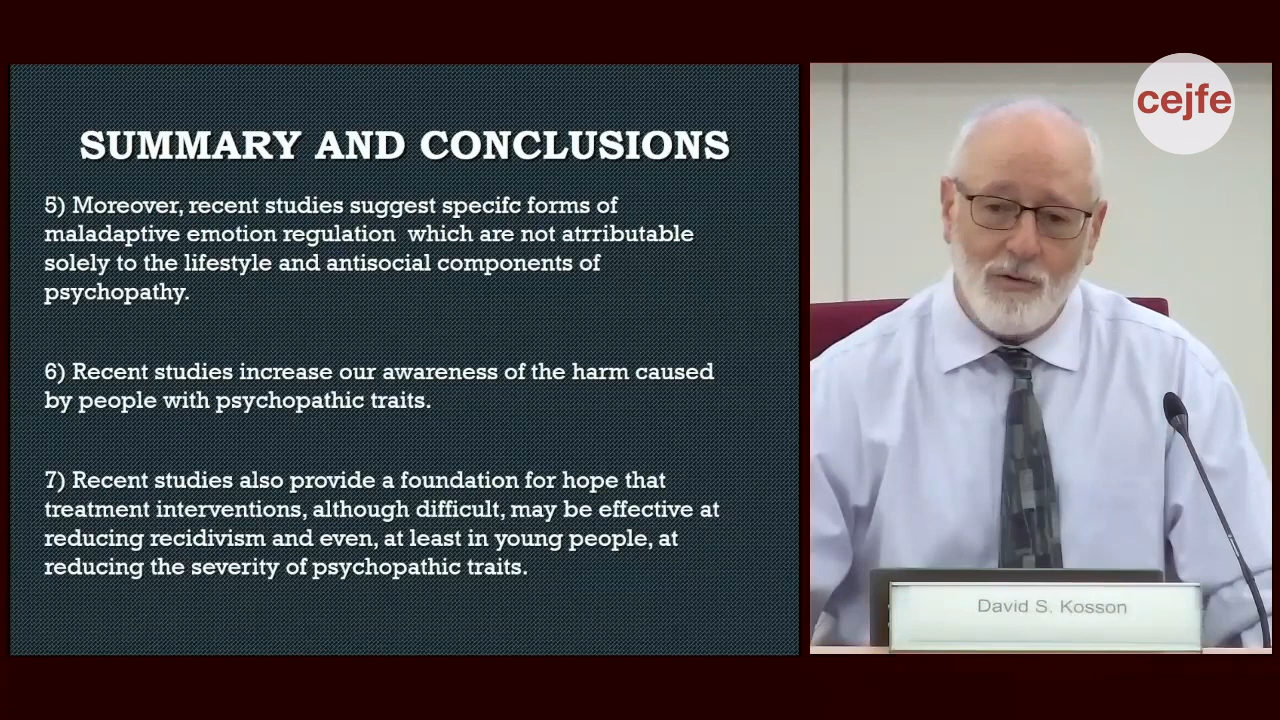 SUMMARY AND CONCLUSIONS
5) Moreover, recent studies suggest specifc forms of
maladaptive emotion regulation which are not atrributable
solely to the lifestyle and antisocial components of
psychopathy.
6) Recent studies increase our awareness of the harm caused
by people with psychopathic traits.
7) Recent studies also provide a foundation for hope that
treatment interventions, although difficult, may be effective at
reducing recidivism and even, at least in young people, at
reducing the severity of psychopathic traits.
cejfe
David S. Kosson